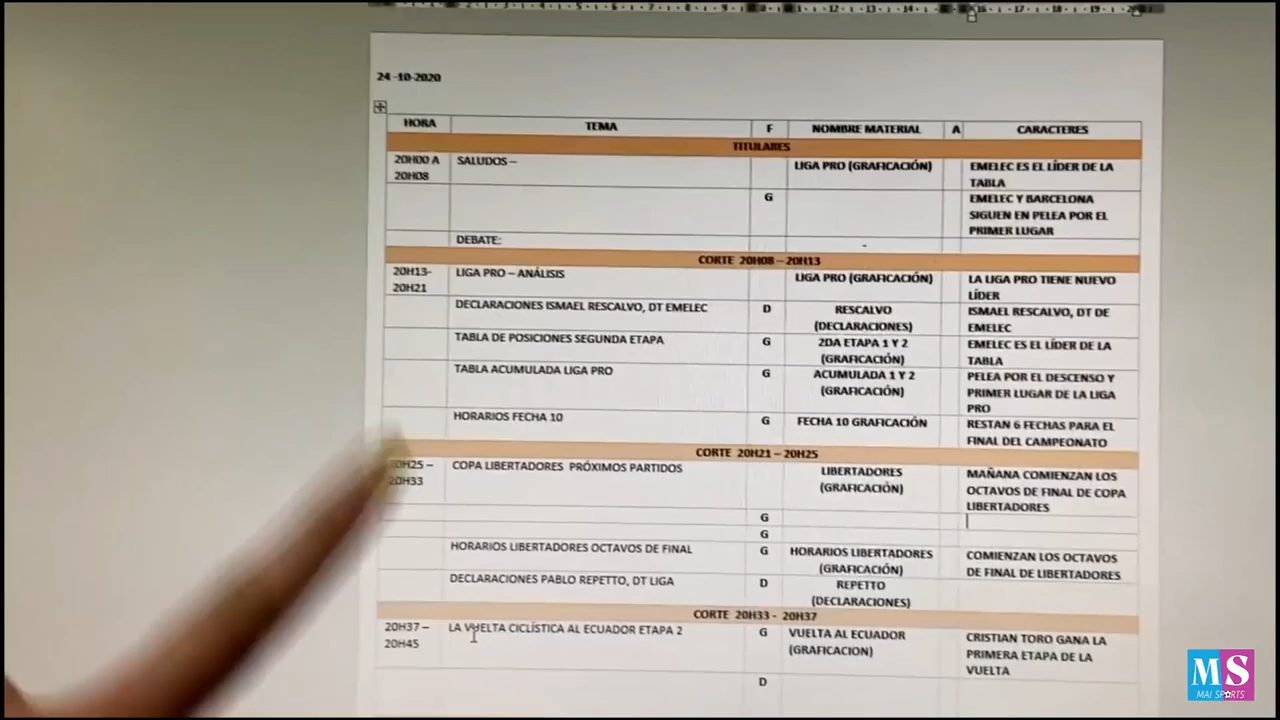 24 -10-2020
HORA TEMA F NOMBRE MATERIAL A CARACTERES
TITULARES
20H00 A SALUDOS – LIGA PRO (GRAFICACIÓN) EMELEC ES EL LÍDER DE LA
20H08 TABLA
G EMELEC Y BARCELONA
SIGUEN EN PELEA POR EL
PRIMER LUGAR
DEBATE: -
CORTE 20H08 – 20H13
20H13- LIGA PRO – ANÁLISIS LIGA PRO (GRAFICACIÓN) LA LIGA PRO TIENE NUEVO
20H21 LÍDER
DECLARACIONES ISMAEL RESCALVO, DT EMELEC D RESCALVO ISMAEL RESCALVO, DT DE
(DECLARACIONES) EMELEC
TABLA DE POSICIONES SEGUNDA ETAPA G 2DA ETAPA 1 Y 2 EMELEC ES EL LÍDER DE LA
(GRAFICACIÓN) TABLA
TABLA ACUMULADA LIGA PRO G ACUMULADA 1 Y 2 PELEA POR EL DESCENSO Y
(GRAFICACIÓN) PRIMER LUGAR DE LA LIGA
PRO
HORARIOS FECHA 10 G FECHA 10 GRAFICACIÓN RESTAN 6 FECHAS PARA EL
FINAL DEL CAMPEONATO
CORTE 20H21 – 20H25
20H25 – COPA LIBERTADORES PRÓXIMOS PARTIDOS LIBERTADORES MAÑANA COMIENZAN LOS
20H33 (GRAFICACIÓN) OCTAVOS DE FINAL DE COPA
LIBERTADORES
G
G
HORARIOS LIBERTADORES OCTAVOS DE FINAL G HORARIOS LIBERTADORES COMIENZAN LOS OCTAVOS
(GRAFICACIÓN) DE FINAL DE LIBERTADORES
DECLARACIONES PABLO REPETTO, DT LIGA D REPETTO
(DECLARACIONES)
CORTE 20H33 - 20H37
20H37 – LA VUELTA CICLÍSTICA AL ECUADOR ETAPA 2 G VUELTA AL ECUADOR CRISTIAN TORO GANA LA
20H45 (GRAFICACION) PRIMERA ETAPA DE LA
VUELTA
D
MS
MAI SPORTS